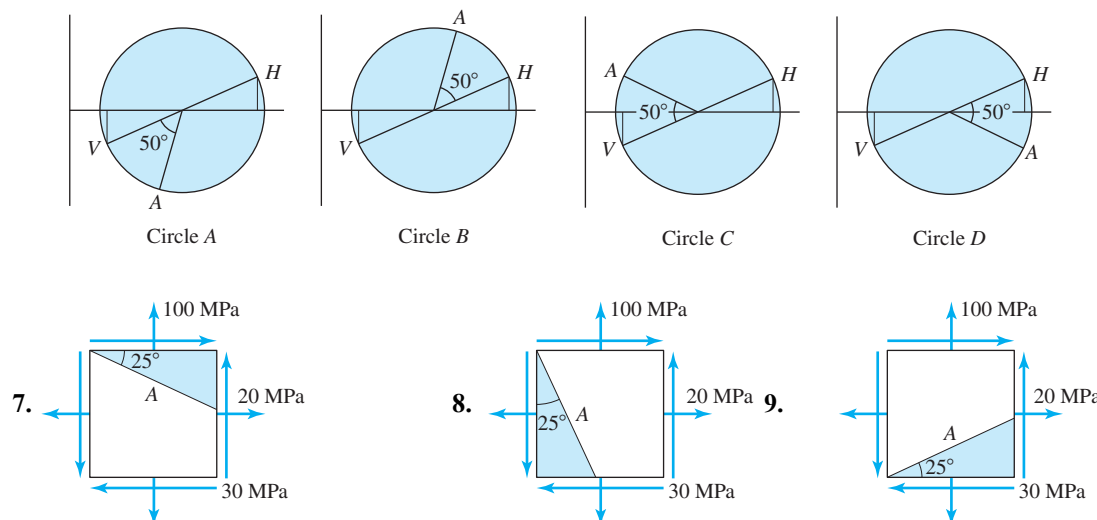 A
H
50°
V
A
H
50°
V
A
H
50°
V
H
50°
V
A
Circle A
Circle B
Circle C
Circle D
100 MPa
25°
7.
A
20 MPa
30 MPa
100 MPa
8.
25°
A
20 MPa
30 MPa
100 MPa
9.
A
20 MPa
25°
30 MPa